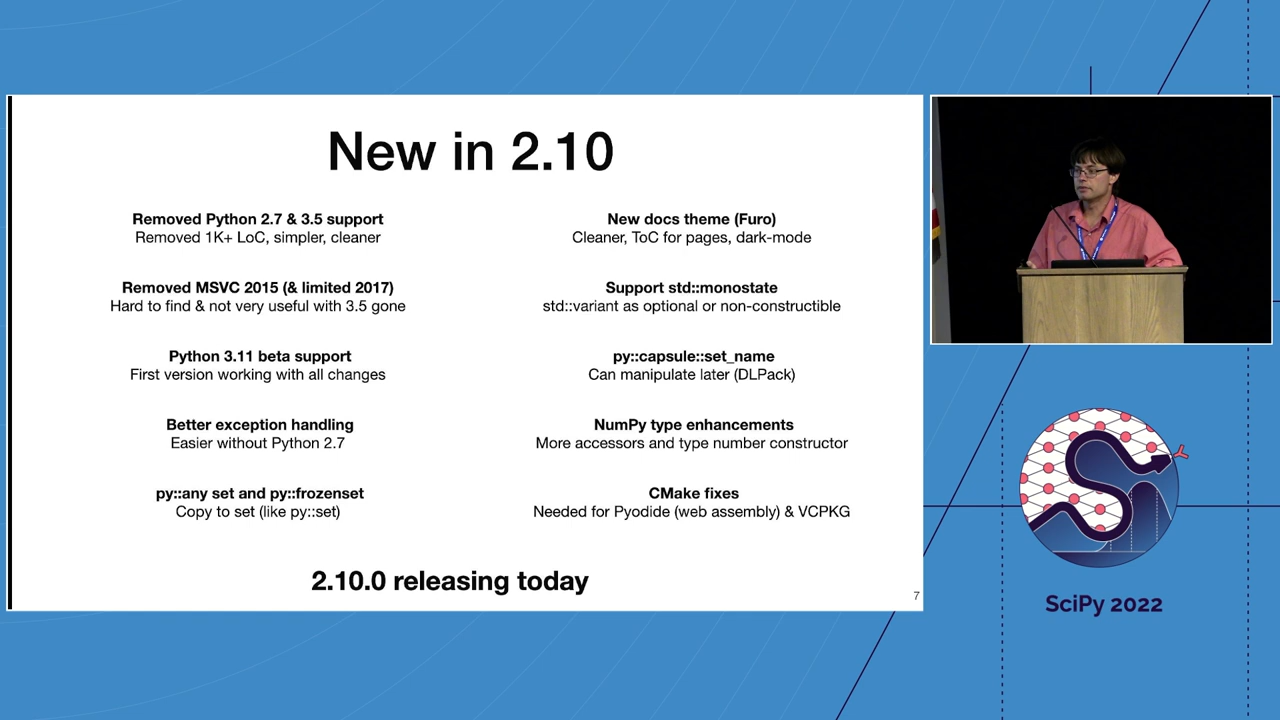 New in 2.10
Removed Python 2.7 & 3.5 support
Removed 1K+ LoC, simpler, cleaner
Removed MSVC 2015 (& limited 2017)
Hard to find & not very useful with 3.5 gone
Python 3.11 beta support
First version working with all changes
Better exception handling
Easier without Python 2.7
py::any set and py::frozenset
Copy to set (like py::set)
New docs theme (Furo)
Cleaner, ToC for pages, dark-mode
Support std::monostate
std::variant as optional or non-constructible
py::capsule::set_name
Can manipulate later (DLPack)
NumPy type enhancements
More accessors and type number constructor
CMake fixes
Needed for Pyodide (web assembly) & VCPKG
2.10.0 releasing today
7
SciPy 2022